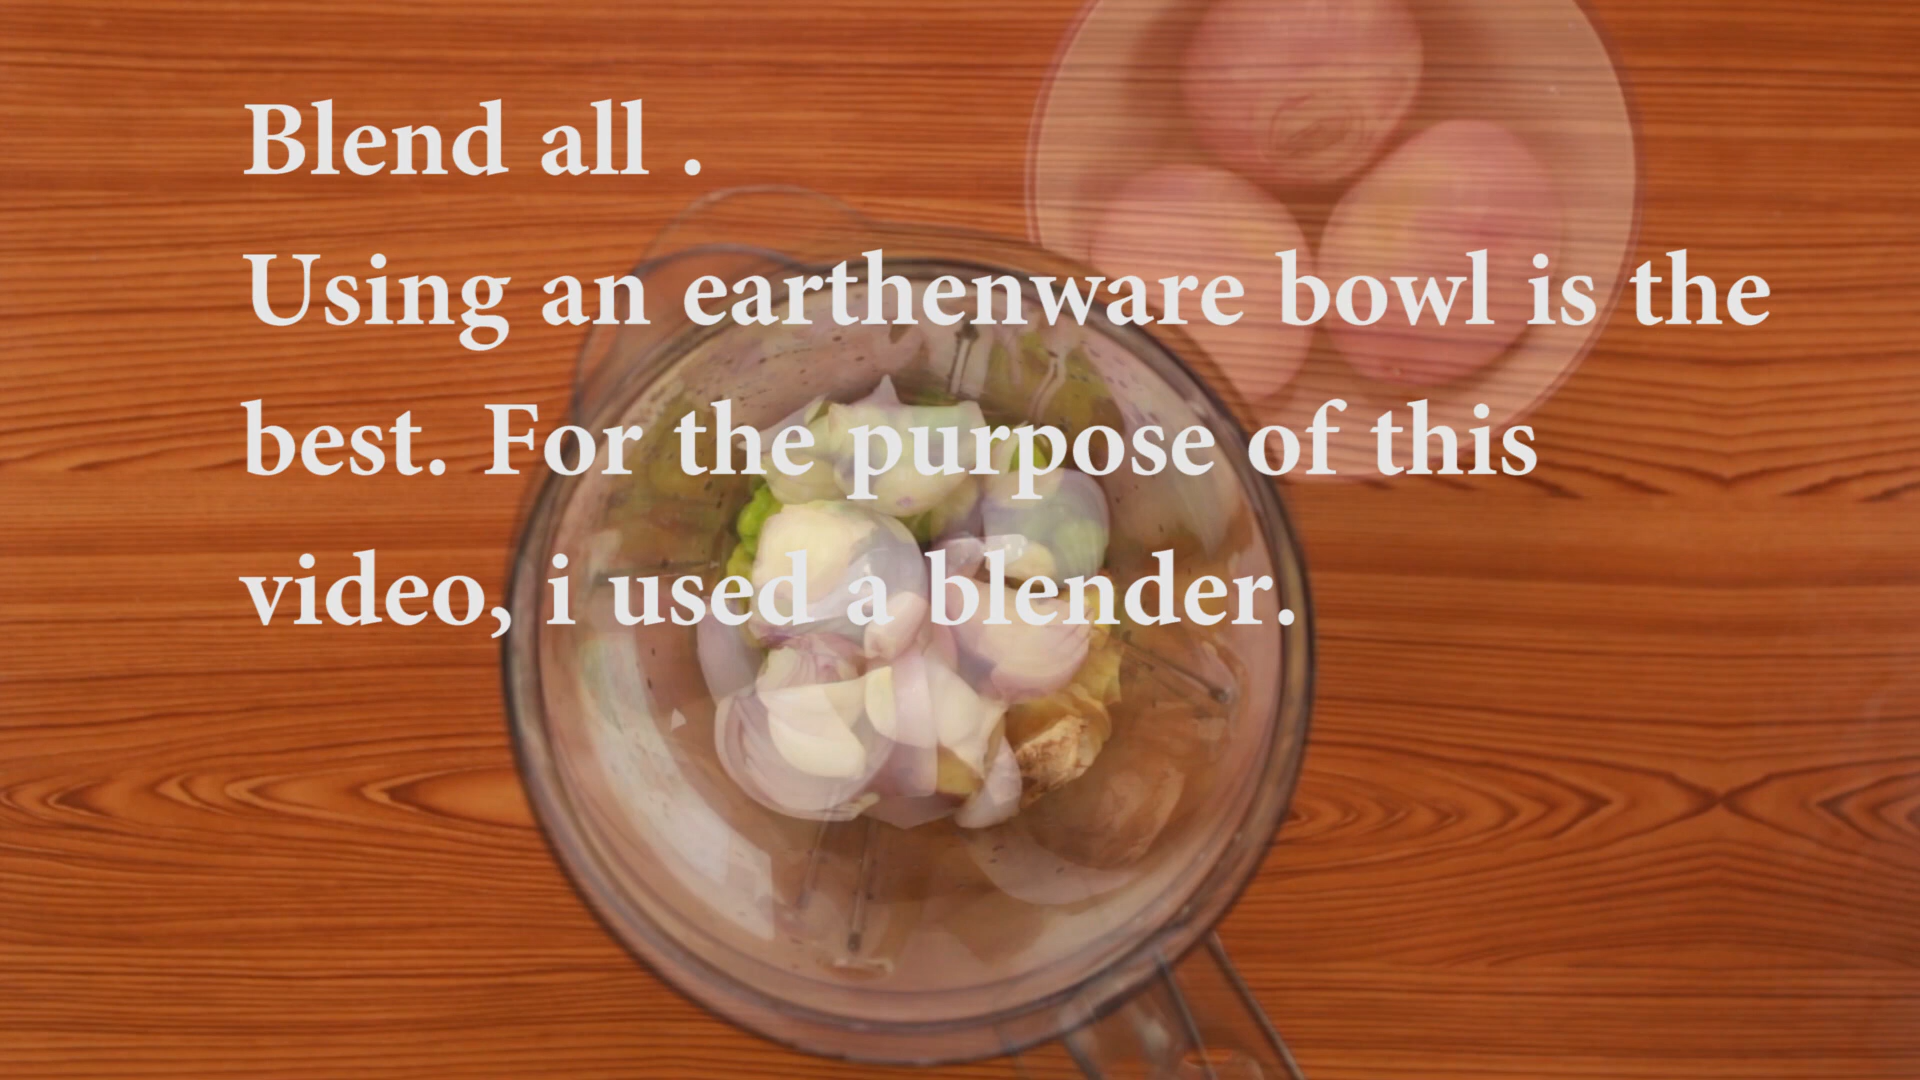 Blend all .
Using an earthenware bowl is the
best. For the purpose of this
video, i used a blender.